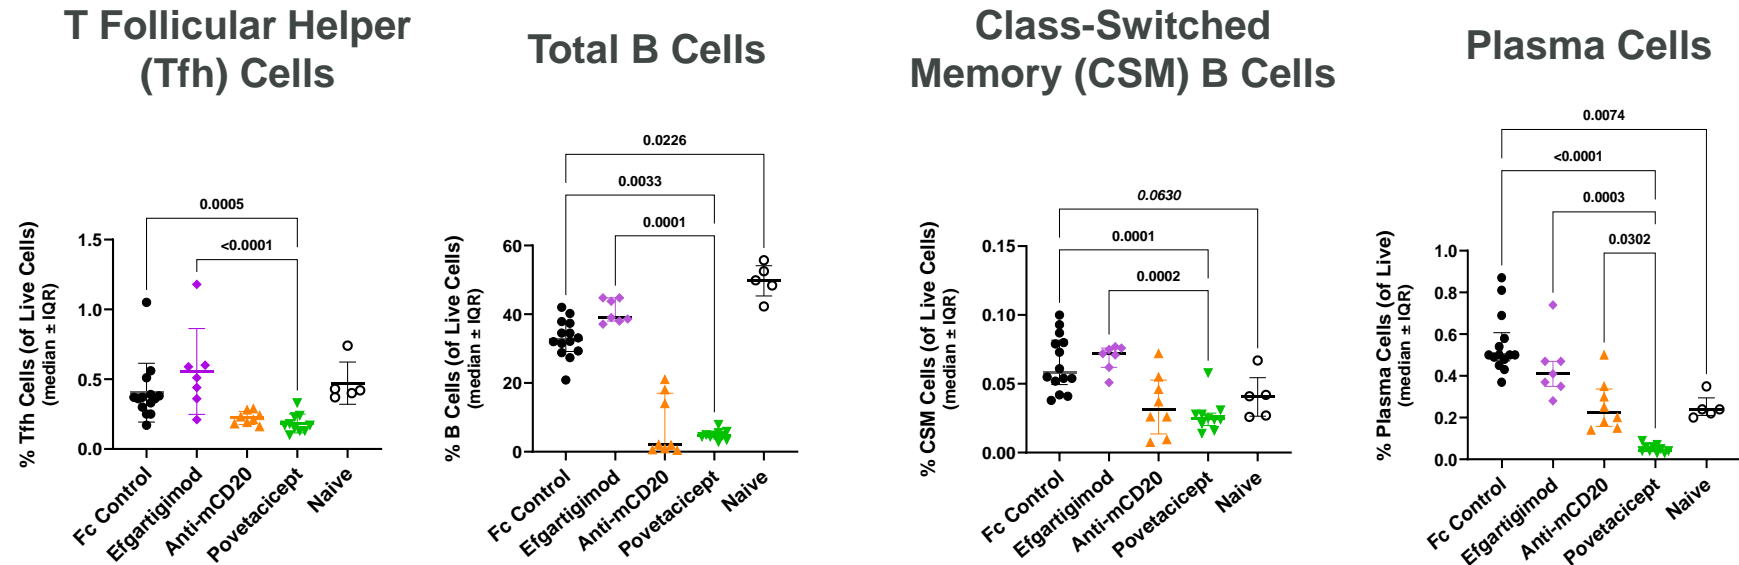 T Follicular Helper
(Tfh) Cells
0.0005
<0.0001
% Tfh Cells (of Live Cells)
(median ± IQR)
1.5
1.0
0.5
0.0
Fc Control
Efgartigimod
Anti-mCD20
Povetacicept
Naive
Total B Cells
0.0226
0.0033
0.0001
% B Cells (of Live Cells)
(median ± IQR)
60
40
20
0
Fc Control
Efgartigimod
Anti-mCD20
Povetacicept
Naive
Class-Switched
Memory (CSM) B Cells
0.0630
0.0001
0.0002
% CSM Cells (of Live Cells)
(median ± IQR)
0.15
0.10
0.05
0.00
Fc Control
Efgartigimod
Anti-mCD20
Povetacicept
Naive
Plasma Cells
0.0074
<0.0001
0.0003
0.0302
% Plasma Cells (of Live)
(median ± IQR)
1.0
0.8
0.6
0.4
0.2
0.0
Fc Control
Efgartigimod
Anti-mCD20
Povetacicept
Naive